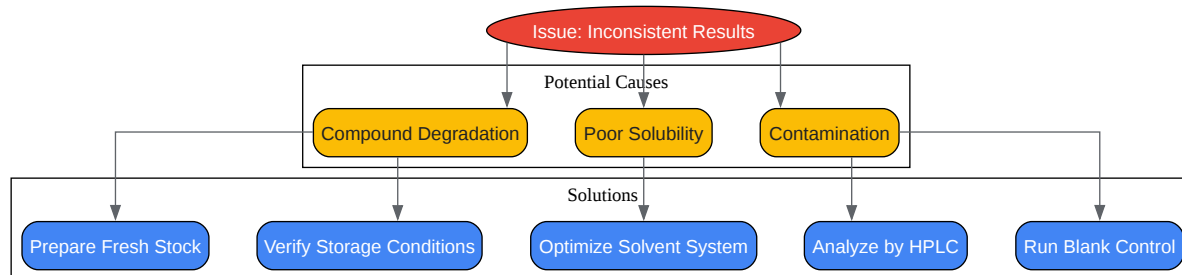 Issue: Inconsistent Results
Potential Causes
Compound Degradation
Poor Solubility
Contamination
Solutions
Prepare Fresh Stock
Verify Storage Conditions
Optimize Solvent System
Analyze by HPLC
Run Blank Control